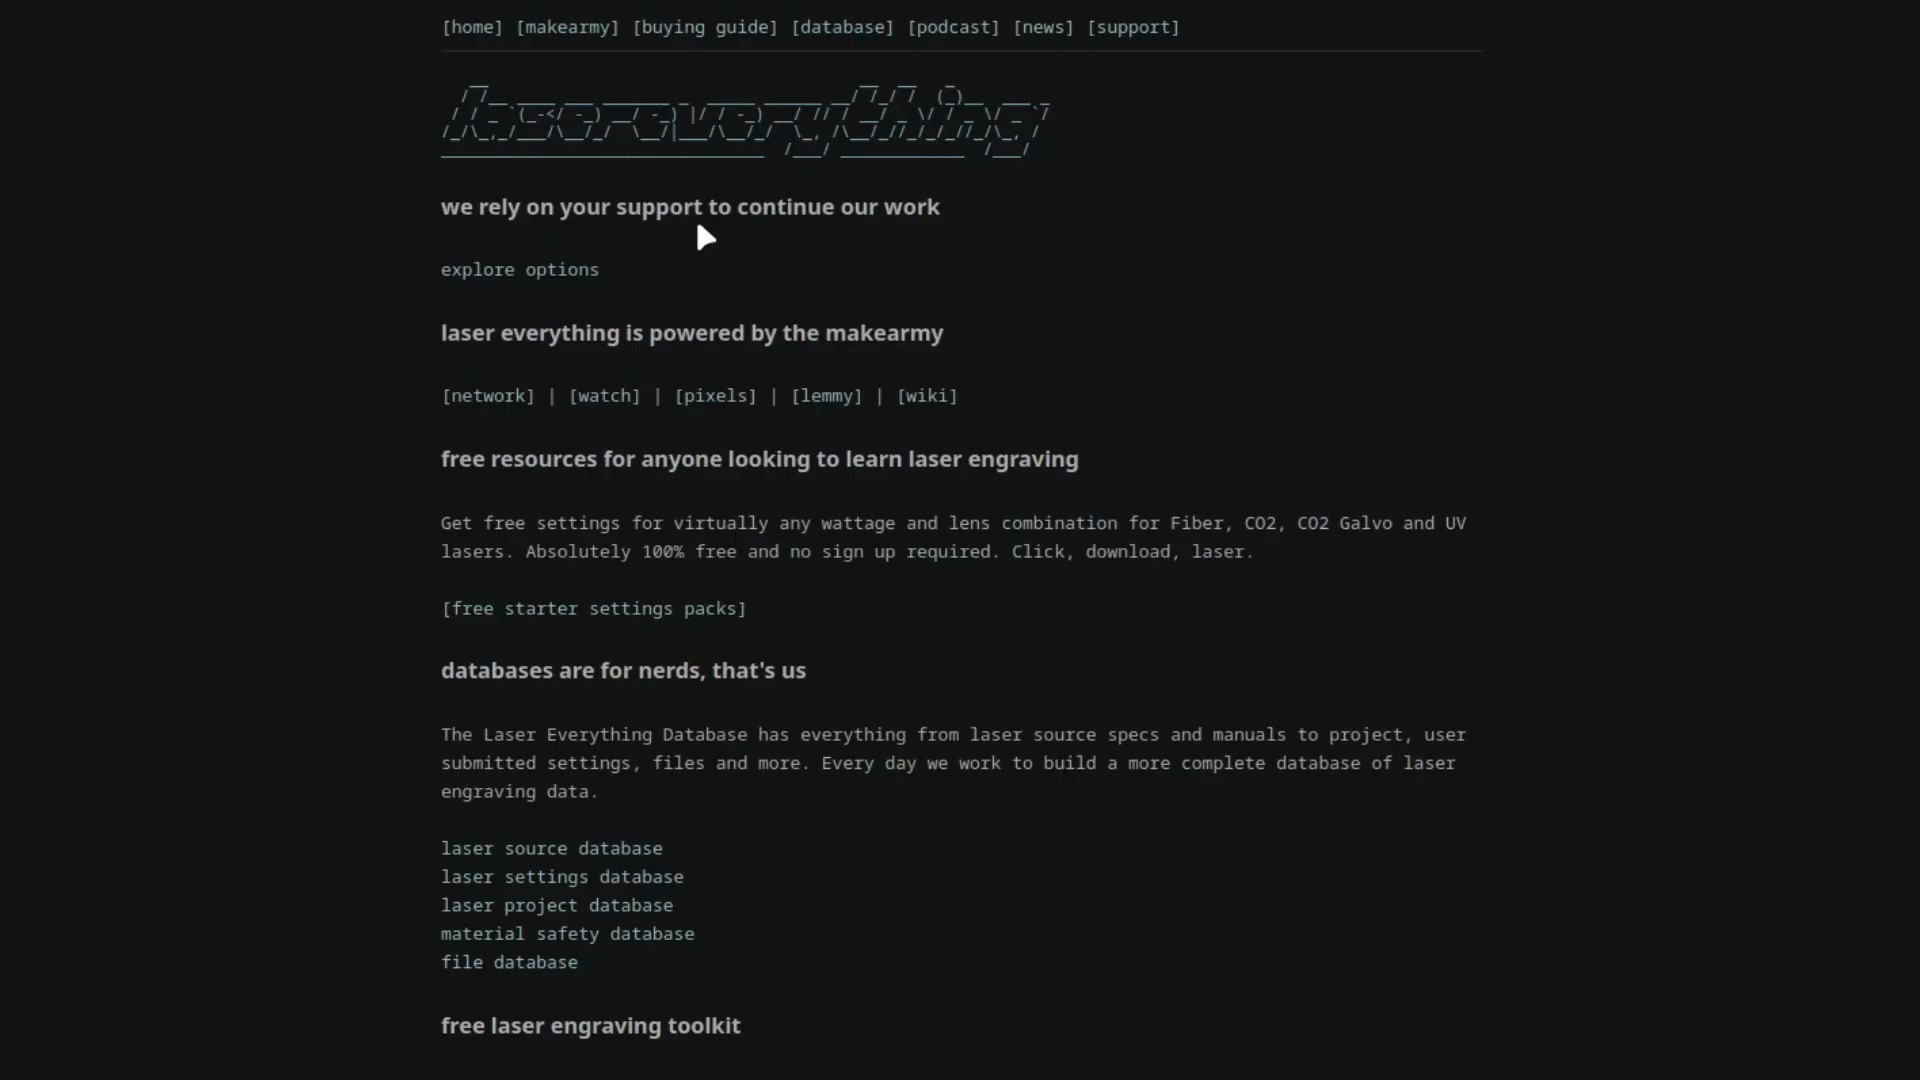 [home] [makearmy] [buying guide] [database] [podcast] [news] [support]
laser everything
we rely on your support to continue our work
explore options
laser everything is powered by the makearmy
[network] | [watch] | [pixels] | [lemmy] | [wiki]
free resources for anyone looking to learn laser engraving
Get free settings for virtually any wattage and lens combination for Fiber, CO2, CO2 Galvo and UV
lasers. Absolutely 100% free and no sign up required. Click, download, laser.
[free starter settings packs]
databases are for nerds, that's us
The Laser Everything Database has everything from laser source specs and manuals to project, user
submitted settings, files and more. Every day we work to build a more complete database of laser
engraving data.
laser source database
laser settings database
laser project database
material safety database
file database
free laser engraving toolkit